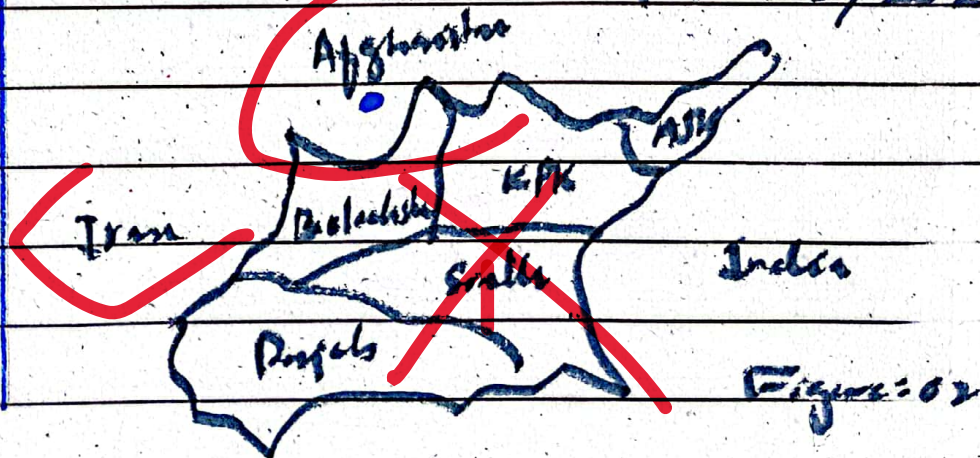 Afghanistan
AJK
KPK
Iran
Balochistan
India
Sindh
Punjab
Figure: 02